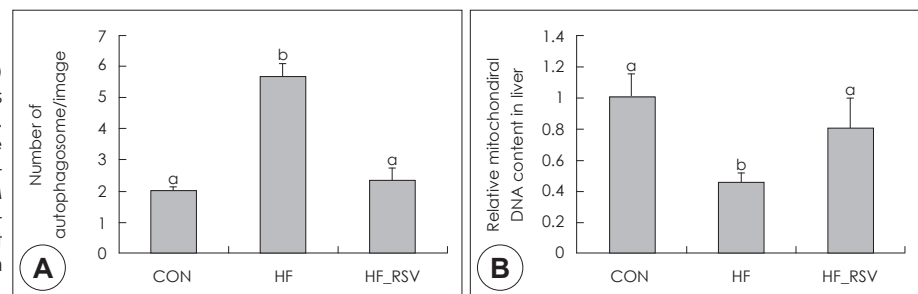 Number of
autophagosome/image
7
6
5
4
3
2
1
0
a
b
a
CON HF HF_RSV
A
Relative mitochondiral
DNA content in liver
1.4
1.2
1
0.8
0.6
0.4
0.2
0
a
b
a
CON HF HF_RSV
B